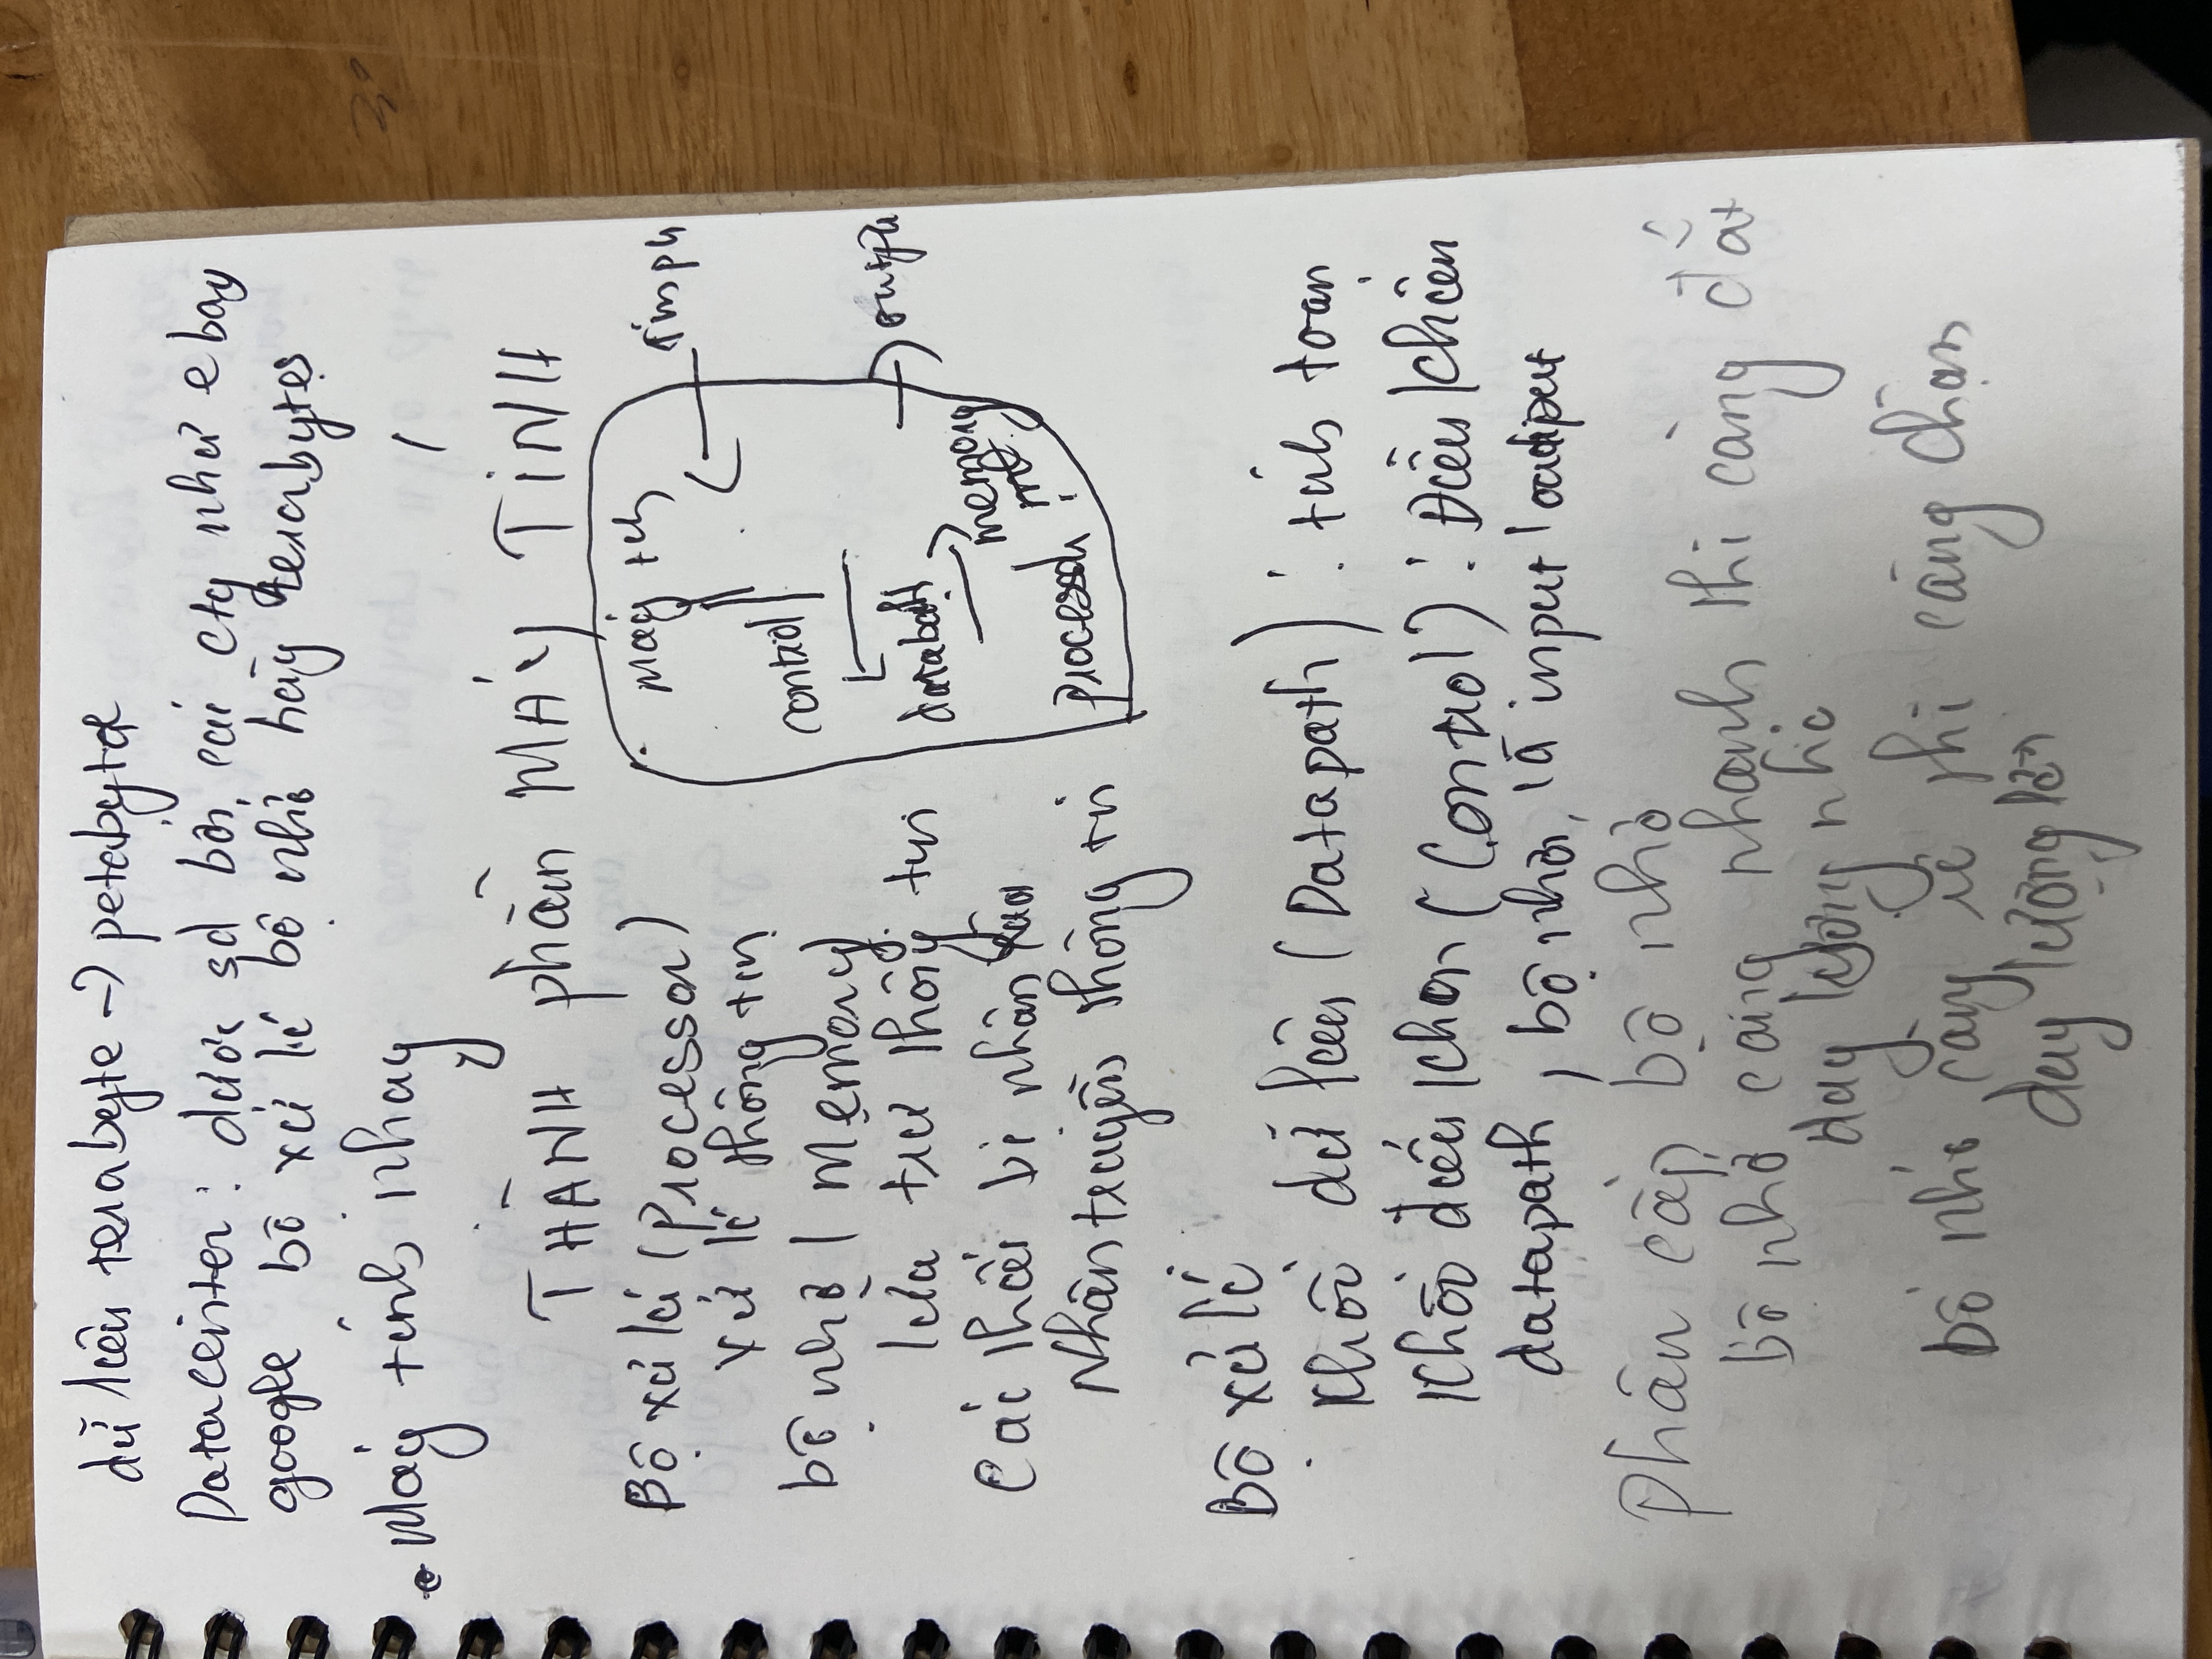 dữ liệu terabyte → petabyte
Datacenter: được sd bởi các cty như ebay
google bộ xử lí bộ nhớ hàng terabytes
• Máy tính nhúng
THÀNH phần MÁY TÍNH
Bộ xử lí (Processor)
xử lí thông tin
bộ nhớ | Memory
lưu trữ thông tin
Các thiết bị nhập
Nhận truyền thông tin
máy tính
control
datapath
memory
processor
input
output
Bộ xử lí
Khối dữ liệu (Datapath): tính toán
Khối điều khiển (Control): Điều khiển
datapath, bộ nhớ, và input
Phân cấp bộ nhớ
Bộ nhớ càng nhanh thì càng đắt
dung lượng nhỏ
bộ nhớ càng rẻ thì càng chậm
dung lượng lớn